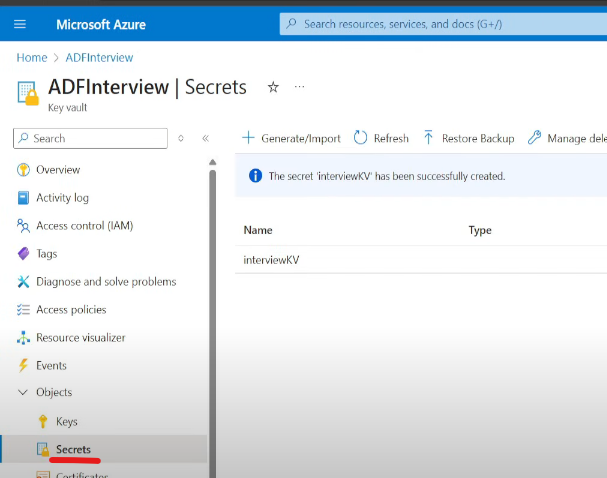 Microsoft Azure
Search resources, services, and docs (G+/)
Home > ADFInterview
ADFInterview | Secrets
Key vault
Search
Generate/Import Refresh Restore Backup Manage dele
Overview
Activity log
Access control (IAM)
Tags
Diagnose and solve problems
Access policies
Resource visualizer
Events
Objects
Keys
Secrets
Certificates
The secret 'interviewKV' has been successfully created.
Name Type
interviewKV